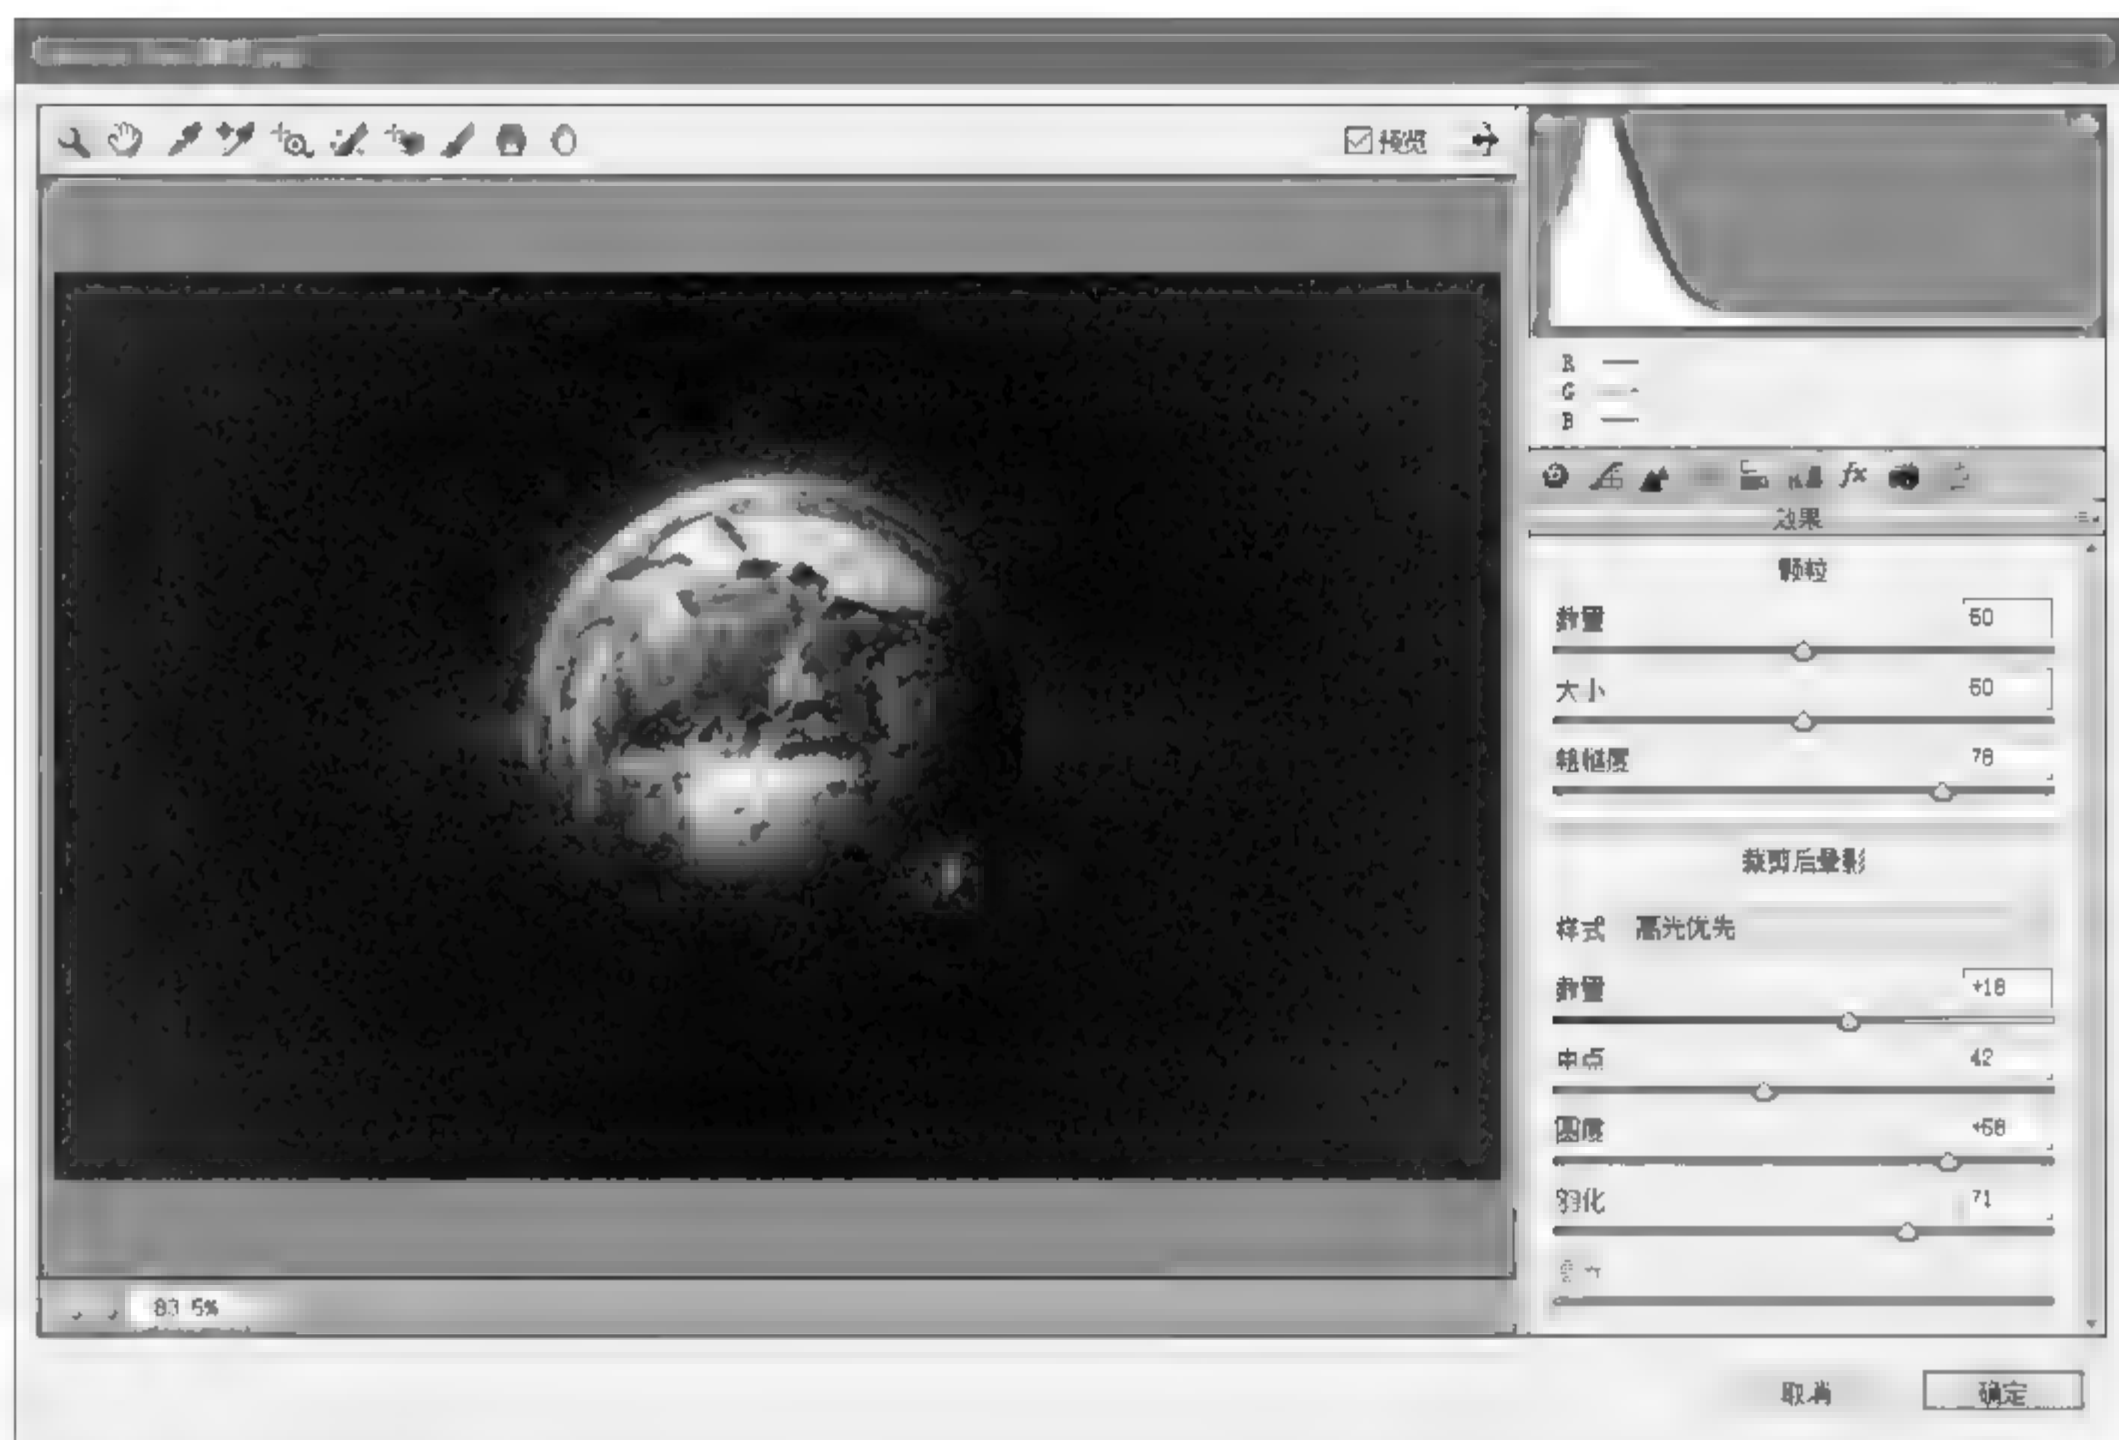 预览
R
G
B
fx
效果
颗粒
数量 50
大小 50
粗糙度 78
裁剪后晕影
样式 高光优先
数量 +18
中点 42
圆度 +58
羽化 71
83.5%
取消 确定